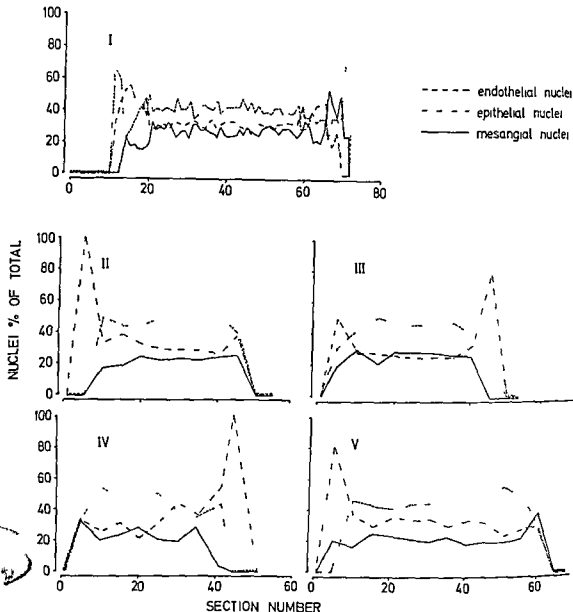 100
80
60
40
20
0
I
0 20 40 60 80
endothelial nuclei
epithelial nuclei
mesangial nuclei
NUCLEI % OF TOTAL
100
80
60
40
20
0
II
III
100
80
60
40
20
0
IV
V
0 20 40 60
0 20 40 60
SECTION NUMBER